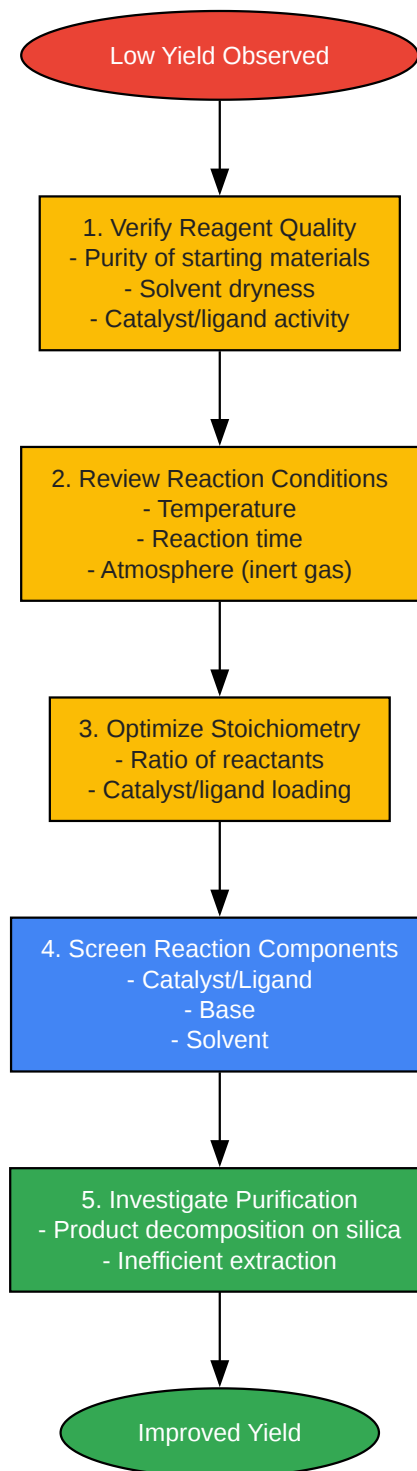 Low Yield Observed
1. Verify Reagent Quality
- Purity of starting materials
- Solvent dryness
- Catalyst/ligand activity
2. Review Reaction Conditions
- Temperature
- Reaction time
- Atmosphere (inert gas)
3. Optimize Stoichiometry
- Ratio of reactants
- Catalyst/ligand loading
4. Screen Reaction Components
- Catalyst/Ligand
- Base
- Solvent
5. Investigate Purification
- Product decomposition on silica
- Inefficient extraction
Improved Yield